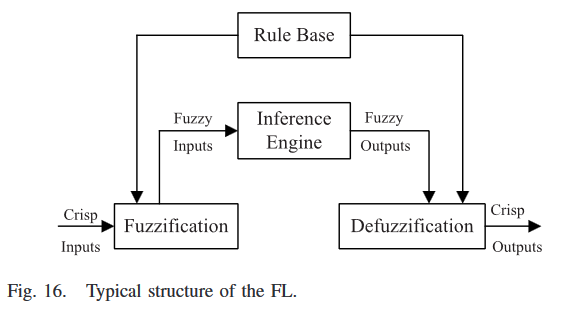 Rule Base
Fuzzy
Inputs
Inference
Engine
Fuzzy
Outputs
Crisp
Inputs
Fuzzification
Defuzzification
Crisp
Outputs
Fig. 16. Typical structure of the FL.